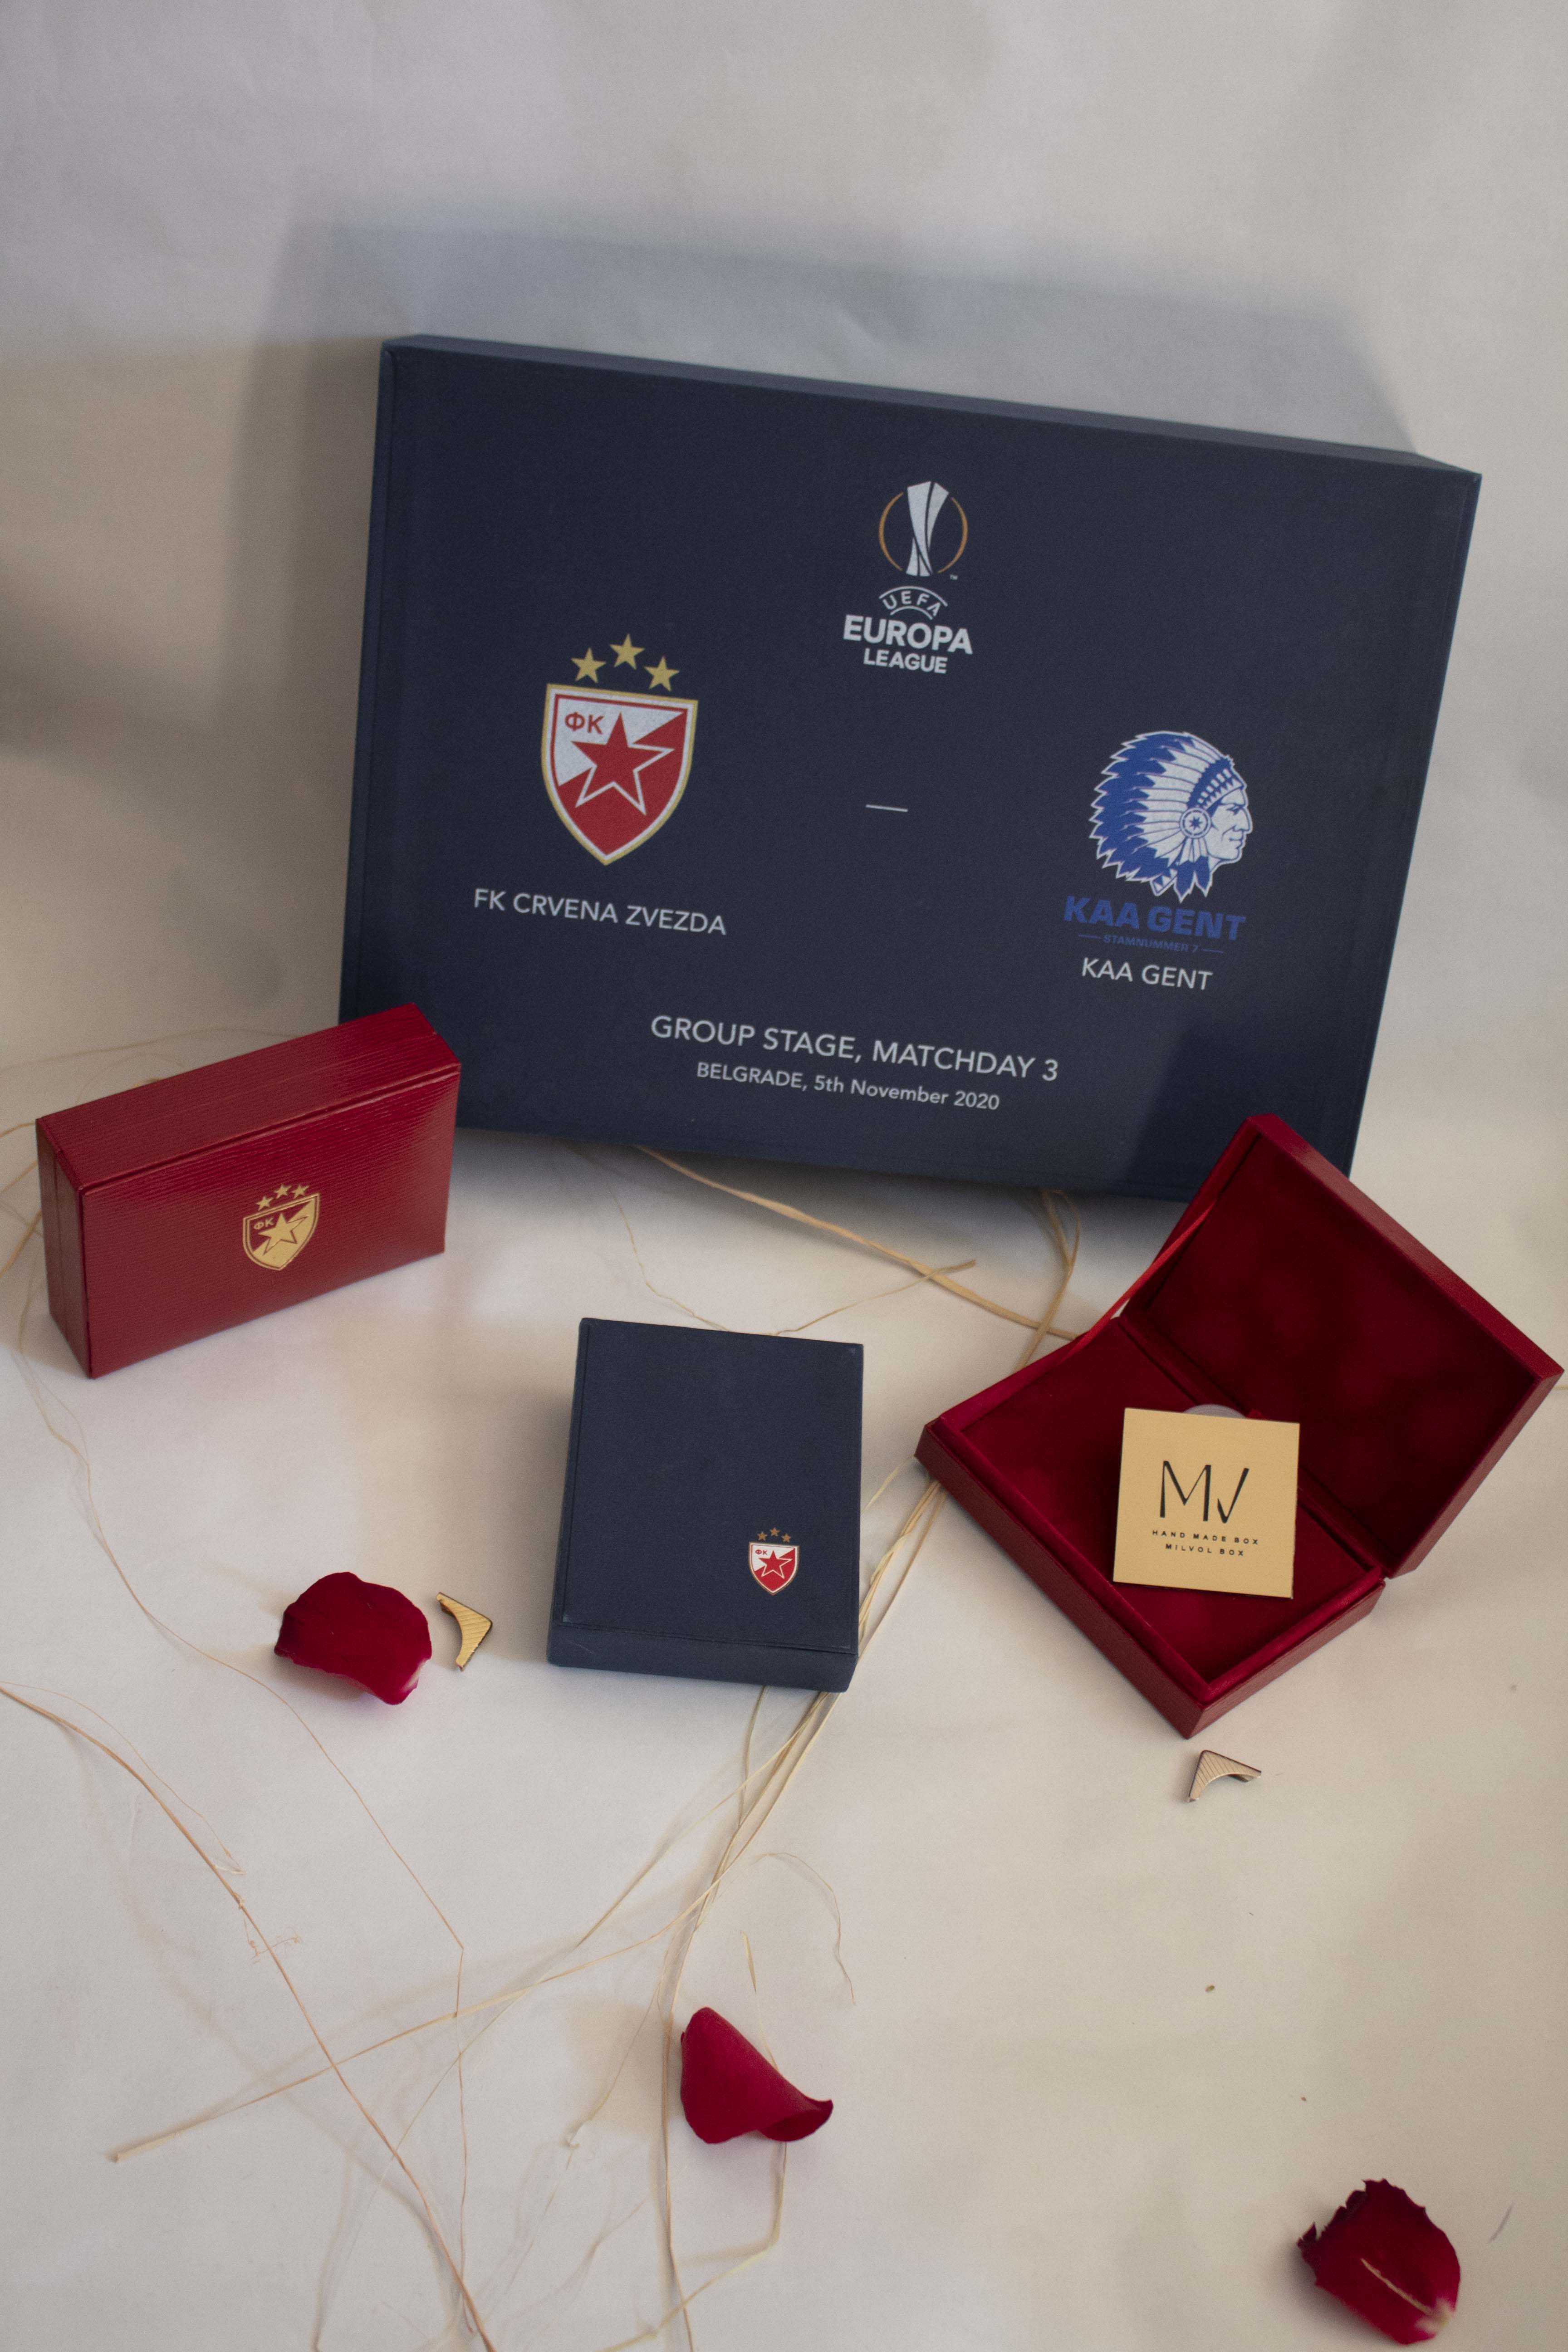 UEFA
EUROPA
LEAGUE
™
ФК
FK CRVENA ZVEZDA
—
KAA GENT
STAMNUMMER 7
KAA GENT
GROUP STAGE, MATCHDAY 3
BELGRADE, 5th November 2020
ФК
ФК
MV
HAND MADE BOX
MILVOL BOX